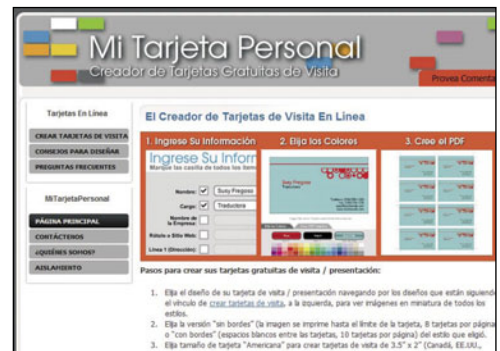 Mi Tarjeta Personal
Creador de Tarjetas Gratuitas de Visita
Provea Comenta
Tarjetas En Línea
CREAR TARJETAS DE VISITA
CONSEJOS PARA DISEÑAR
PREGUNTAS FRECUENTES
MiTarjetaPersonal
PÁGINA PRINCIPAL
CONTÁCTENOS
¿QUIÉNES SOMOS?
AISLAMIENTO
El Creador de Tarjetas de Visita En Línea
1. Ingrese Su Información
Ingrese Su Inform
Marque las casilla de todos los ítem
Nombre: Susy Fregoso
Cargo: Traductora
Nombre de la Empresa:
Rótulo o Sitio Web:
Línea 1 (Dirección):
2. Elija los Colores
Susy Fregoso
Traductora
3. Cree el PDF
Pasos para crear sus tarjetas gratuitas de visita / presentación:
1. Elija el diseño de su tarjeta de visita / presentación navegando por los diseños que están siguiendo
el vínculo de crear tarjetas de visita, a la izquierda, para ver imágenes en miniatura de todos los
estilos.
2. Elija la versión "sin bordes" (la imagen se imprime hasta el límite de la tarjeta, 8 tarjetas por página
o "con bordes" (espacios blancos entre las tarjetas, 10 tarjetas por página) del estilo que eligió.
3. Elija tamaño de tarjeta "Americana" para crear tarjetas de visita de 3.5" x 2" (Canadá, EE.UU.,